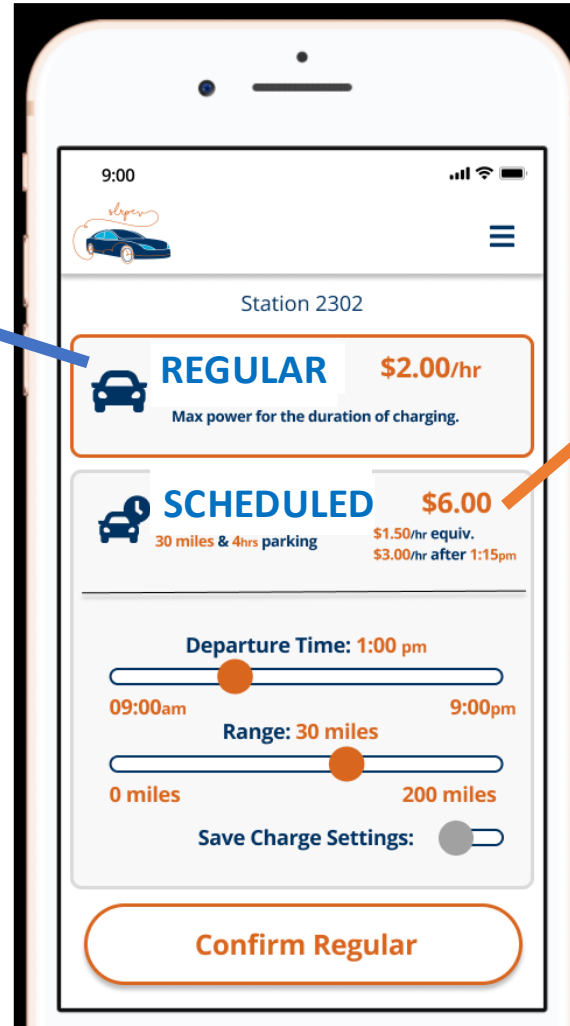 9:00
slrpev
Station 2302
REGULAR $2.00/hr
Max power for the duration of charging.
SCHEDULED $6.00
30 miles & 4hrs parking
$1.50/hr equiv.
$3.00/hr after 1:15pm
Departure Time: 1:00 pm
09:00am 9:00pm
Range: 30 miles
0 miles 200 miles
Save Charge Settings:
Confirm Regular